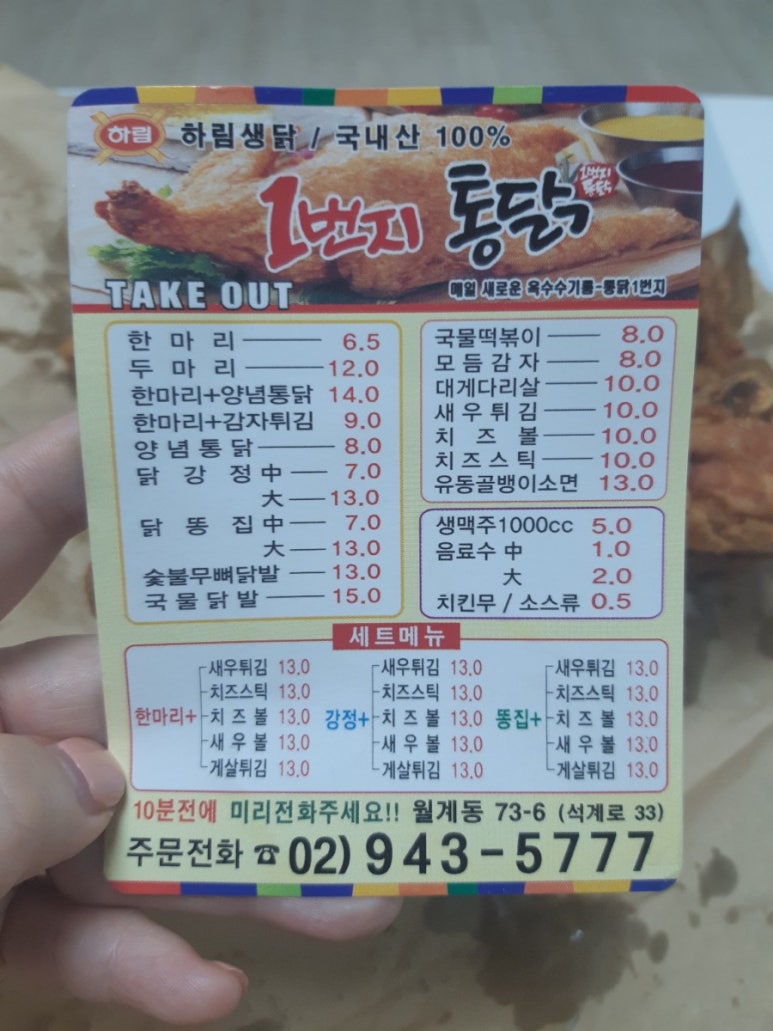 하림
하림생닭 / 국내산 100%
1번지 통닭
1번지
통닭
TAKE OUT
매일 새로운 옥수수기름-통닭1번지
한 마 리 6.5
두 마 리 12.0
한마리+양념통닭 14.0
한마리+감자튀김 9.0
양념통닭 8.0
닭 강 정 中 7.0
大 13.0
닭 똥 집 中 7.0
大 13.0
숯불무뼈닭발 13.0
국물닭발 15.0
국물떡볶이 8.0
모듬감자 8.0
대게다리살 10.0
새우튀김 10.0
치 즈 볼 10.0
치즈스틱 10.0
유동골뱅이소면 13.0
생맥주1000cc 5.0
음료수 中 1.0
大 2.0
치킨무 / 소스류 0.5
세트메뉴
한마리+
새우튀김 13.0
치즈스틱 13.0
치 즈 볼 13.0
새 우 볼 13.0
게살튀김 13.0
강정+
새우튀김 13.0
치즈스틱 13.0
치 즈 볼 13.0
새 우 볼 13.0
게살튀김 13.0
똥집+
새우튀김 13.0
치즈스틱 13.0
치 즈 볼 13.0
새 우 볼 13.0
게살튀김 13.0
10분전에 미리전화주세요!! 월계동 73-6 (석계로 33)
주문전화 ☎ 02) 943-5777